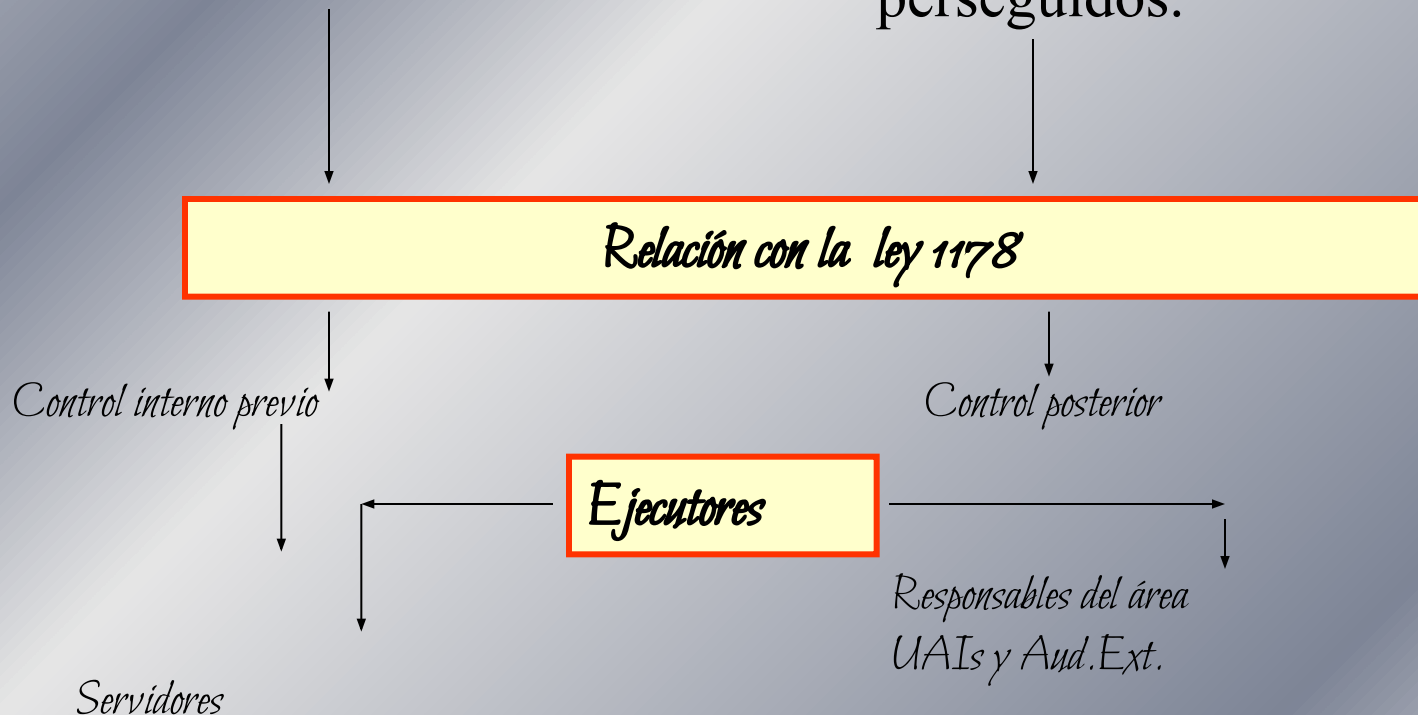 perseguidos.
Relación con la ley 1178
Control interno previo
Control posterior
Ejecutores
Responsables del área
UAIs y Aud.Ext.
Servidores